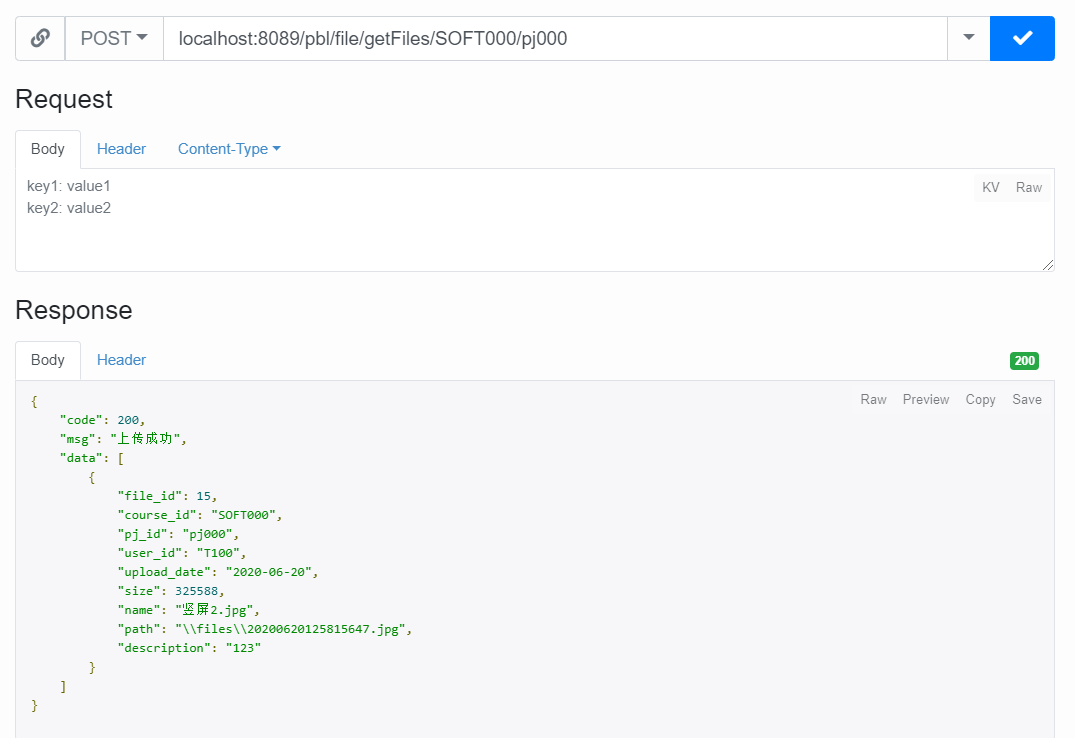 POST localhost:8089/pbl/file/getFiles/SOFT000/pj000
Request
Body Header Content-Type
key1: value1 KV Raw
key2: value2
Response
Body Header 200
{ Raw Preview Copy Save
"code": 200,
"msg": "上传成功",
"data": [
{
"file_id": 15,
"course_id": "SOFT000",
"pj_id": "pj000",
"user_id": "T100",
"upload_date": "2020-06-20",
"size": 325588,
"name": "竖屏2.jpg",
"path": "\\files\\20200620125815647.jpg",
"description": "123"
}
]
}